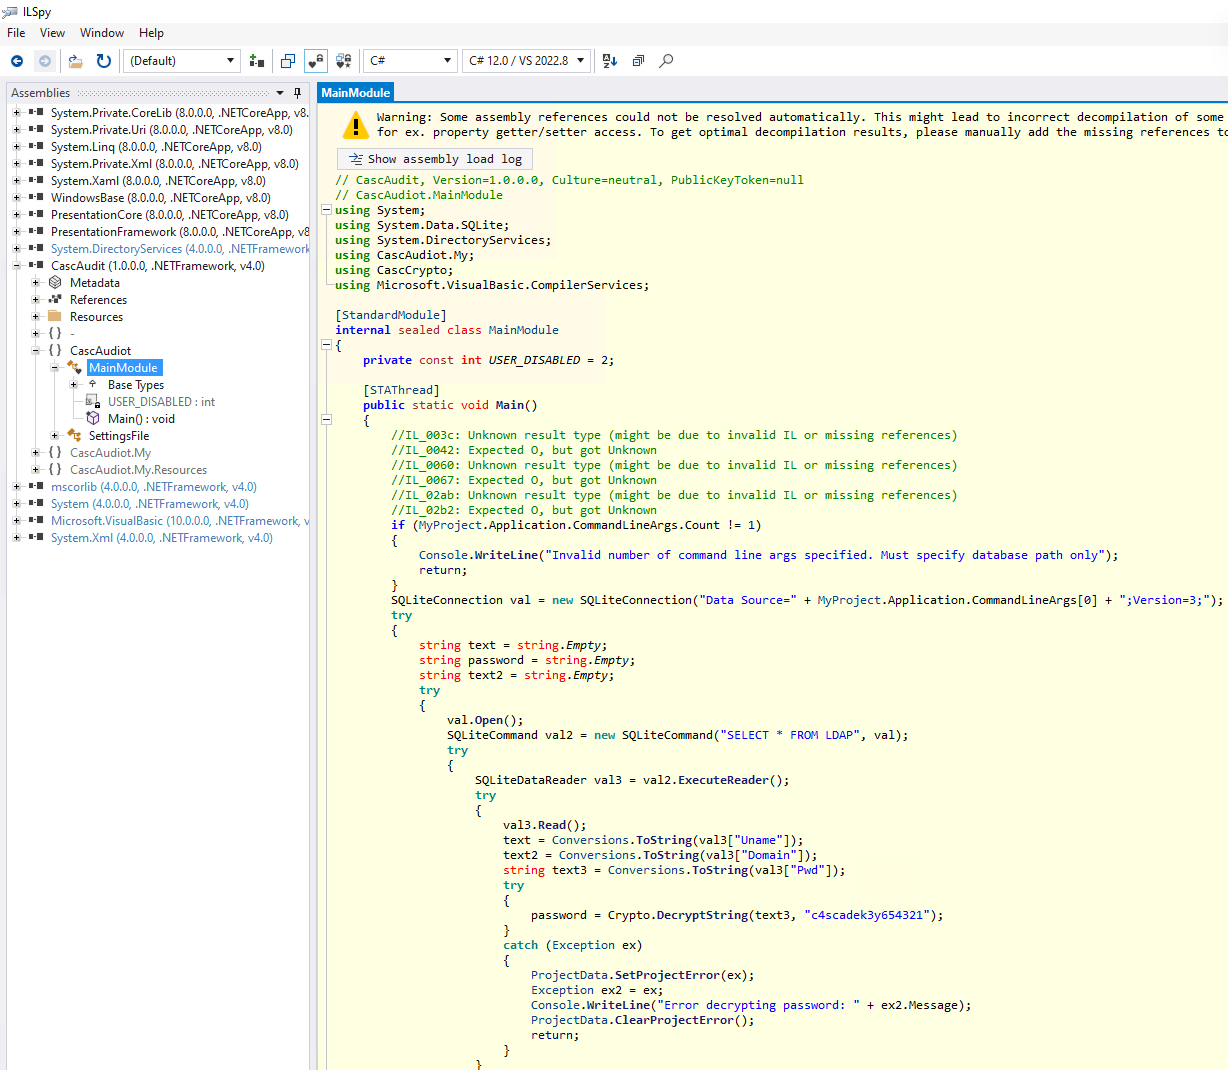 ILSpy
File View Window Help
(Default) C# C# 12.0 / VS 2022.8
Assemblies
System.Private.CoreLib (8.0.0.0, .NETCoreApp, v8.
System.Private.Uri (8.0.0.0, .NETCoreApp, v8.0)
System.Linq (8.0.0.0, .NETCoreApp, v8.0)
System.Private.Xml (8.0.0.0, .NETCoreApp, v8.0)
System.Xaml (8.0.0.0, .NETCoreApp, v8.0)
WindowsBase (8.0.0.0, .NETCoreApp, v8.0)
PresentationCore (8.0.0.0, .NETCoreApp, v8.0)
PresentationFramework (8.0.0.0, .NETCoreApp, v8
System.DirectoryServices (4.0.0.0, .NETFramework
CascAudit (1.0.0.0, .NETFramework, v4.0)
Metadata
References
Resources
{ } -
{ } CascAudiot
MainModule
Base Types
USER_DISABLED : int
Main() : void
SettingsFile
{ } CascAudiot.My
{ } CascAudiot.My.Resources
mscorlib (4.0.0.0, .NETFramework, v4.0)
System (4.0.0.0, .NETFramework, v4.0)
Microsoft.VisualBasic (10.0.0.0, .NETFramework, v
System.Xml (4.0.0.0, .NETFramework, v4.0)
MainModule
Warning: Some assembly references could not be resolved automatically. This might lead to incorrect decompilation of some
for ex. property getter/setter access. To get optimal decompilation results, please manually add the missing references to
Show assembly load log
// CascAudit, Version=1.0.0.0, Culture=neutral, PublicKeyToken=null
// CascAudiot.MainModule
using System;
using System.Data.SQLite;
using System.DirectoryServices;
using CascAudiot.My;
using CascCrypto;
using Microsoft.VisualBasic.CompilerServices;
[StandardModule]
internal sealed class MainModule
{
private const int USER_DISABLED = 2;
[STAThread]
public static void Main()
{
//IL_003c: Unknown result type (might be due to invalid IL or missing references)
//IL_0042: Expected O, but got Unknown
//IL_0060: Unknown result type (might be due to invalid IL or missing references)
//IL_0067: Expected O, but got Unknown
//IL_02ab: Unknown result type (might be due to invalid IL or missing references)
//IL_02b2: Expected O, but got Unknown
if (MyProject.Application.CommandLineArgs.Count != 1)
{
Console.WriteLine("Invalid number of command line args specified. Must specify database path only");
return;
}
SQLiteConnection val = new SQLiteConnection("Data Source=" + MyProject.Application.CommandLineArgs[0] + ";Version=3;");
try
{
string text = string.Empty;
string password = string.Empty;
string text2 = string.Empty;
try
{
val.Open();
SQLiteCommand val2 = new SQLiteCommand("SELECT * FROM LDAP", val);
try
{
SQLiteDataReader val3 = val2.ExecuteReader();
try
{
val3.Read();
text = Conversions.ToString(val3["Uname"]);
text2 = Conversions.ToString(val3["Domain"]);
string text3 = Conversions.ToString(val3["Pwd"]);
try
{
password = Crypto.DecryptString(text3, "c4scadek3y654321");
}
catch (Exception ex)
{
ProjectData.SetProjectError(ex);
Exception ex2 = ex;
Console.WriteLine("Error decrypting password: " + ex2.Message);
ProjectData.ClearProjectError();
return;
}
}